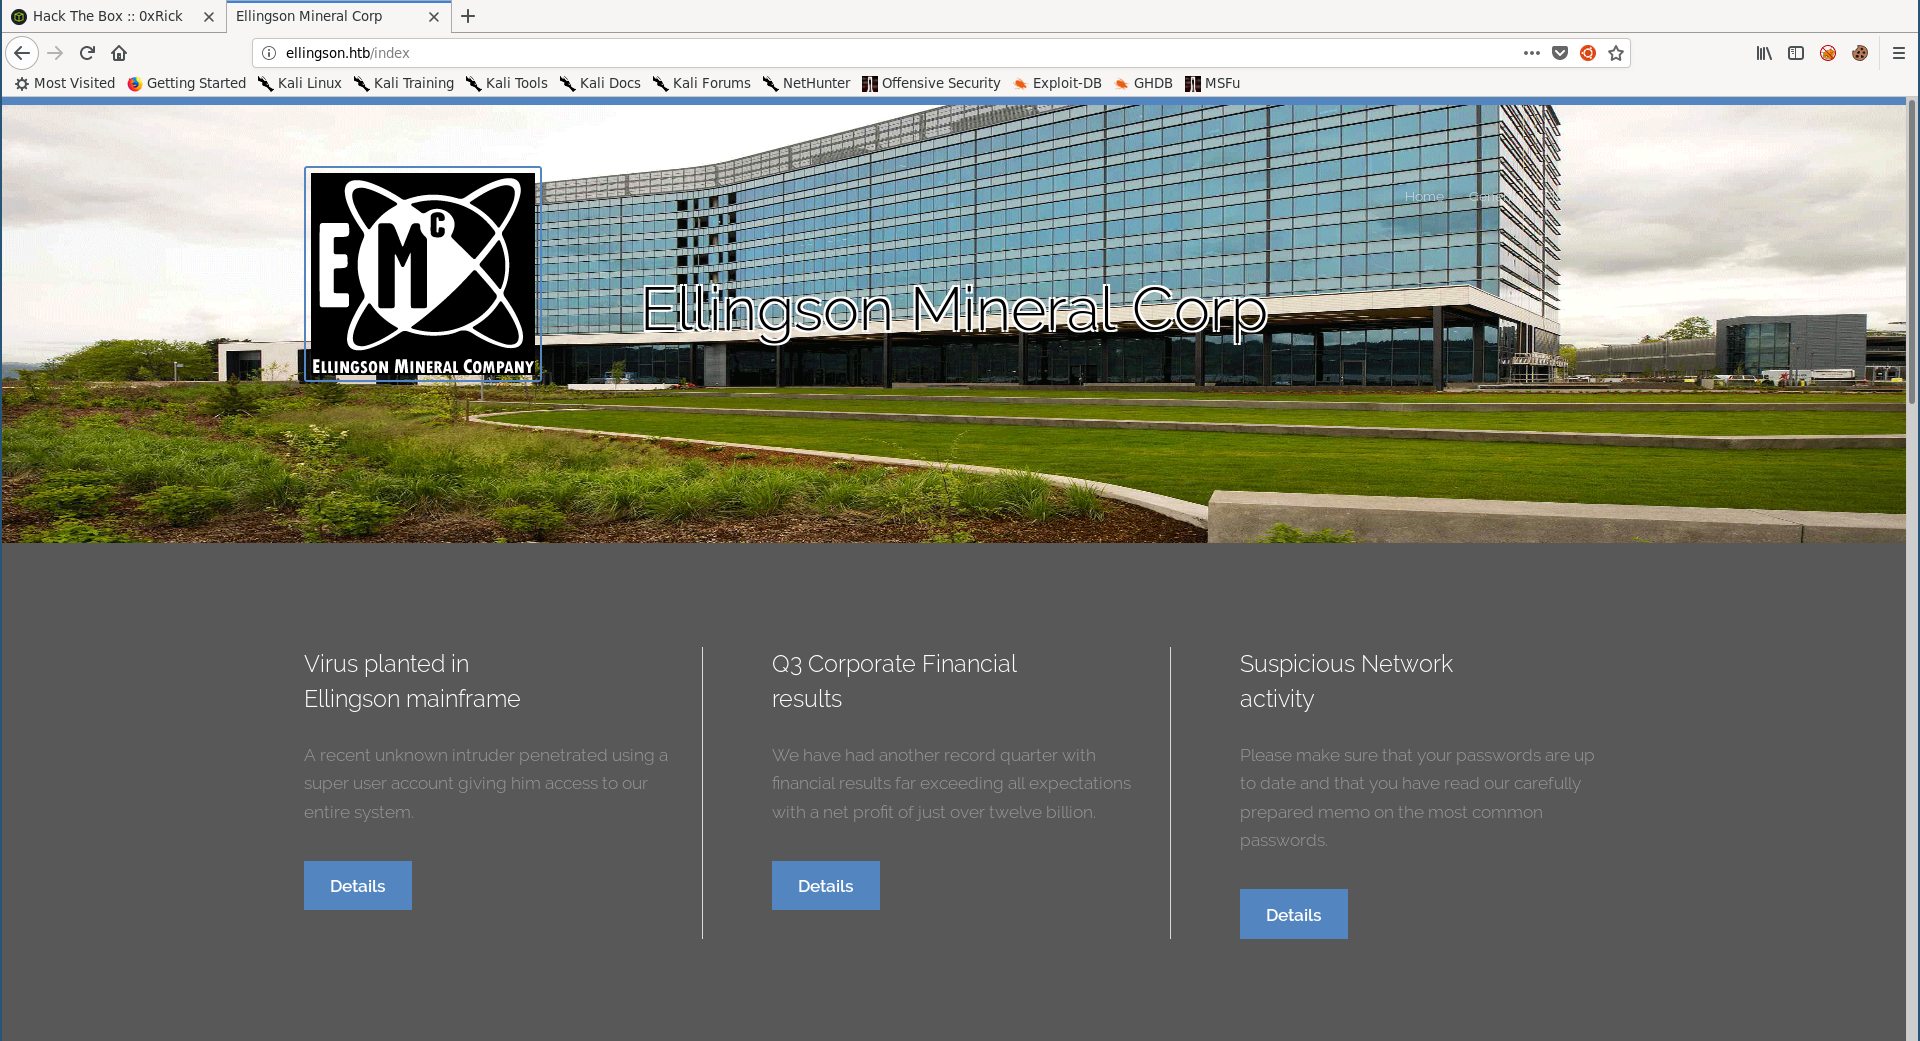 Hack The Box :: 0xRick
Ellingson Mineral Corp
ellingson.htb/index
Most Visited Getting Started Kali Linux Kali Training Kali Tools Kali Docs Kali Forums NetHunter Offensive Security Exploit-DB GHDB MSFu
Home
E M C
ELLINGSON MINERAL COMPANY
Ellingson Mineral Corp
Virus planted in
Ellingson mainframe
A recent unknown intruder penetrated using a
super user account giving him access to our
entire system.
Details
Q3 Corporate Financial
results
We have had another record quarter with
financial results far exceeding all expectations
with a net profit of just over twelve billion.
Details
Suspicious Network
activity
Please make sure that your passwords are up
to date and that you have read our carefully
prepared memo on the most common
passwords.
Details